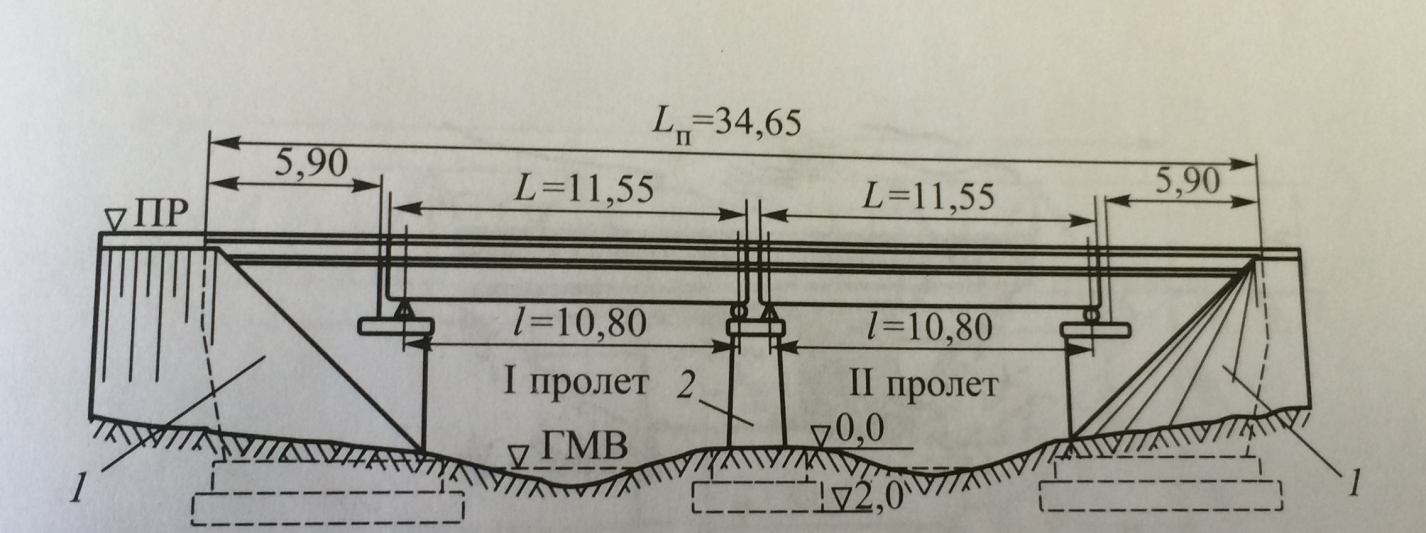 Lп=34,65
5,90
L=11,55
L=11,55
5,90
ПР
l=10,80
l=10,80
I пролет
2
II пролет
ГМВ
0,0
1
2,0
1